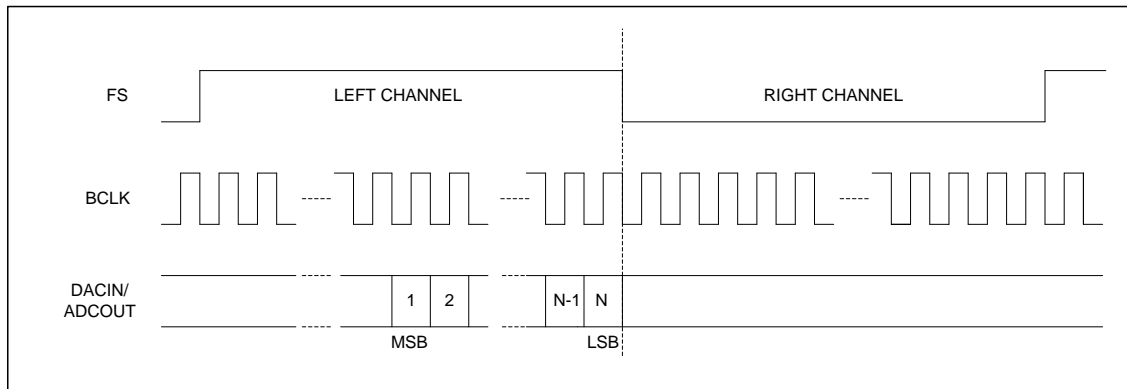 FS
LEFT CHANNEL
RIGHT CHANNEL
BCLK
DACIN/
ADCOUT
1
2
N-1
N
MSB
LSB